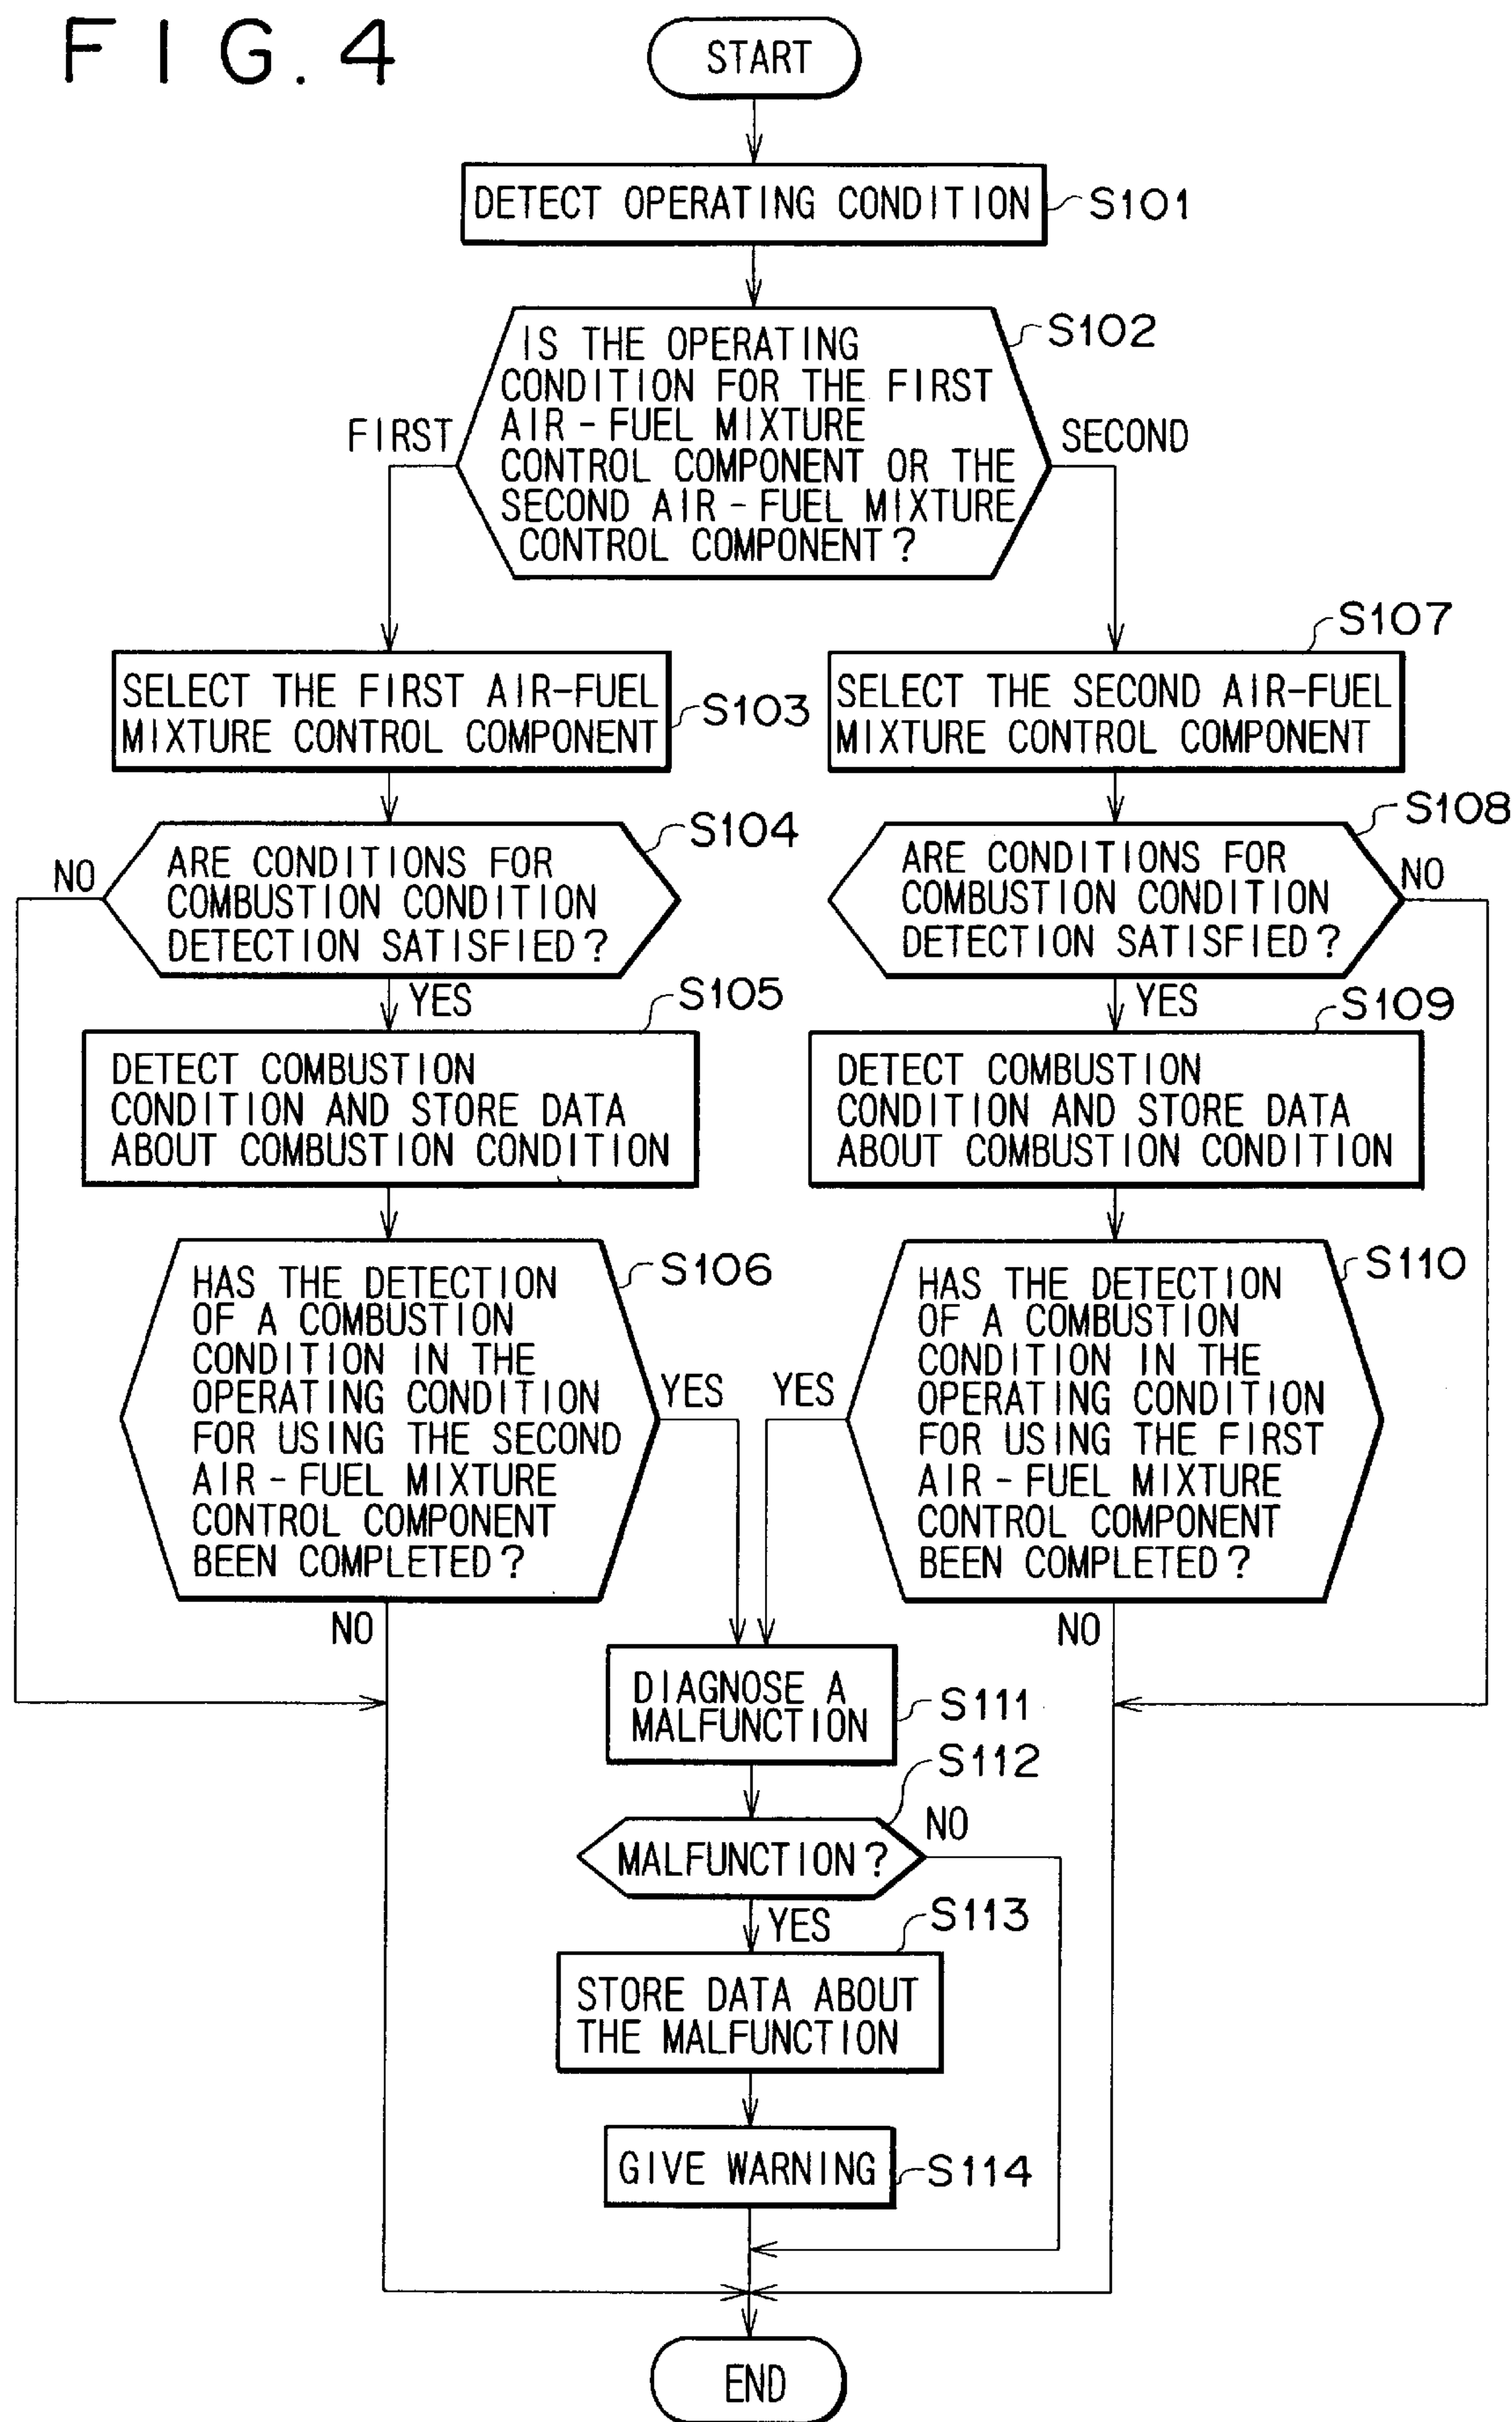 FIG. 4
START
DETECT OPERATING CONDITION
S101
IS THE OPERATING
CONDITION FOR THE FIRST
AIR-FUEL MIXTURE
CONTROL COMPONENT OR THE
SECOND AIR-FUEL MIXTURE
CONTROL COMPONENT?
S102
FIRST
SECOND
SELECT THE FIRST AIR-FUEL
MIXTURE CONTROL COMPONENT
S103
SELECT THE SECOND AIR-FUEL
MIXTURE CONTROL COMPONENT
S107
ARE CONDITIONS FOR
COMBUSTION CONDITION
DETECTION SATISFIED?
S104
NO
YES
ARE CONDITIONS FOR
COMBUSTION CONDITION
DETECTION SATISFIED?
S108
NO
YES
DETECT COMBUSTION
CONDITION AND STORE DATA
ABOUT COMBUSTION CONDITION
S105
DETECT COMBUSTION
CONDITION AND STORE DATA
ABOUT COMBUSTION CONDITION
S109
HAS THE DETECTION
OF A COMBUSTION
CONDITION IN THE
OPERATING CONDITION
FOR USING THE SECOND
AIR-FUEL MIXTURE
CONTROL COMPONENT
BEEN COMPLETED?
S106
YES
NO
HAS THE DETECTION
OF A COMBUSTION
CONDITION IN THE
OPERATING CONDITION
FOR USING THE FIRST
AIR-FUEL MIXTURE
CONTROL COMPONENT
BEEN COMPLETED?
S110
YES
NO
DIAGNOSE A
MALFUNCTION
S111
MALFUNCTION?
S112
NO
YES
STORE DATA ABOUT
THE MALFUNCTION
S113
GIVE WARNING
S114
END